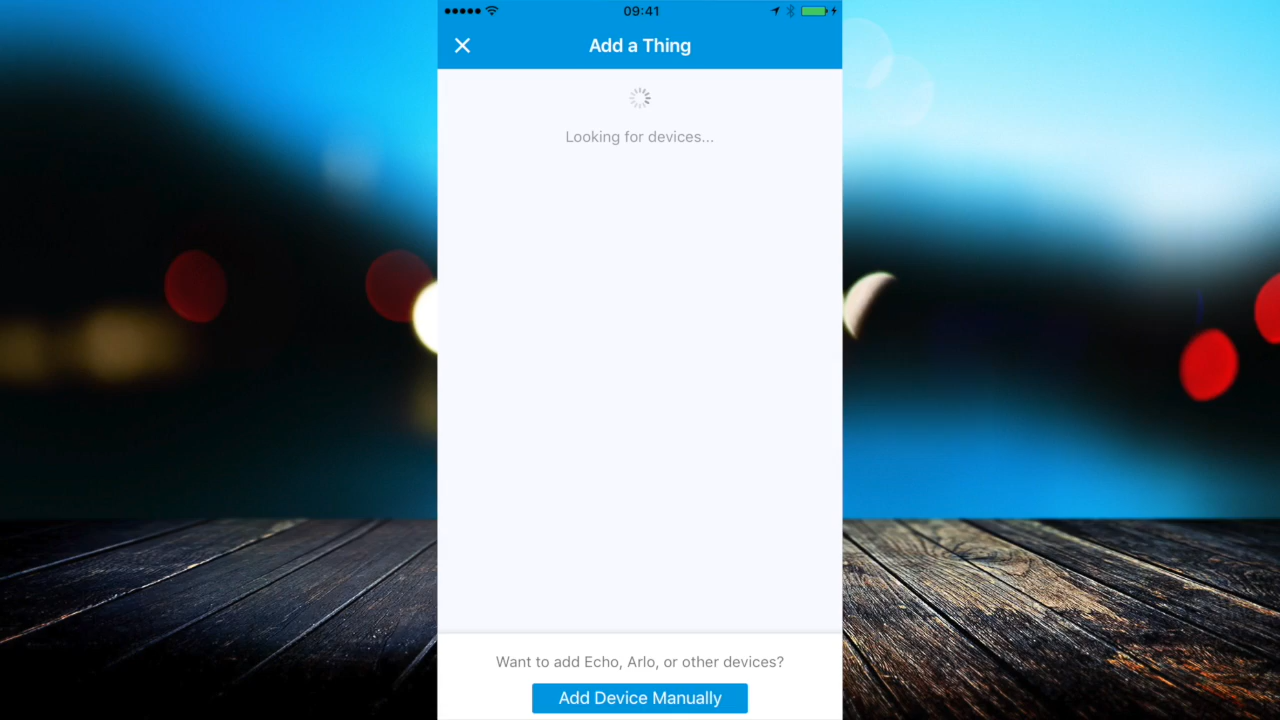 09:41
Add a Thing
Looking for devices...
Want to add Echo, Arlo, or other devices?
Add Device Manually